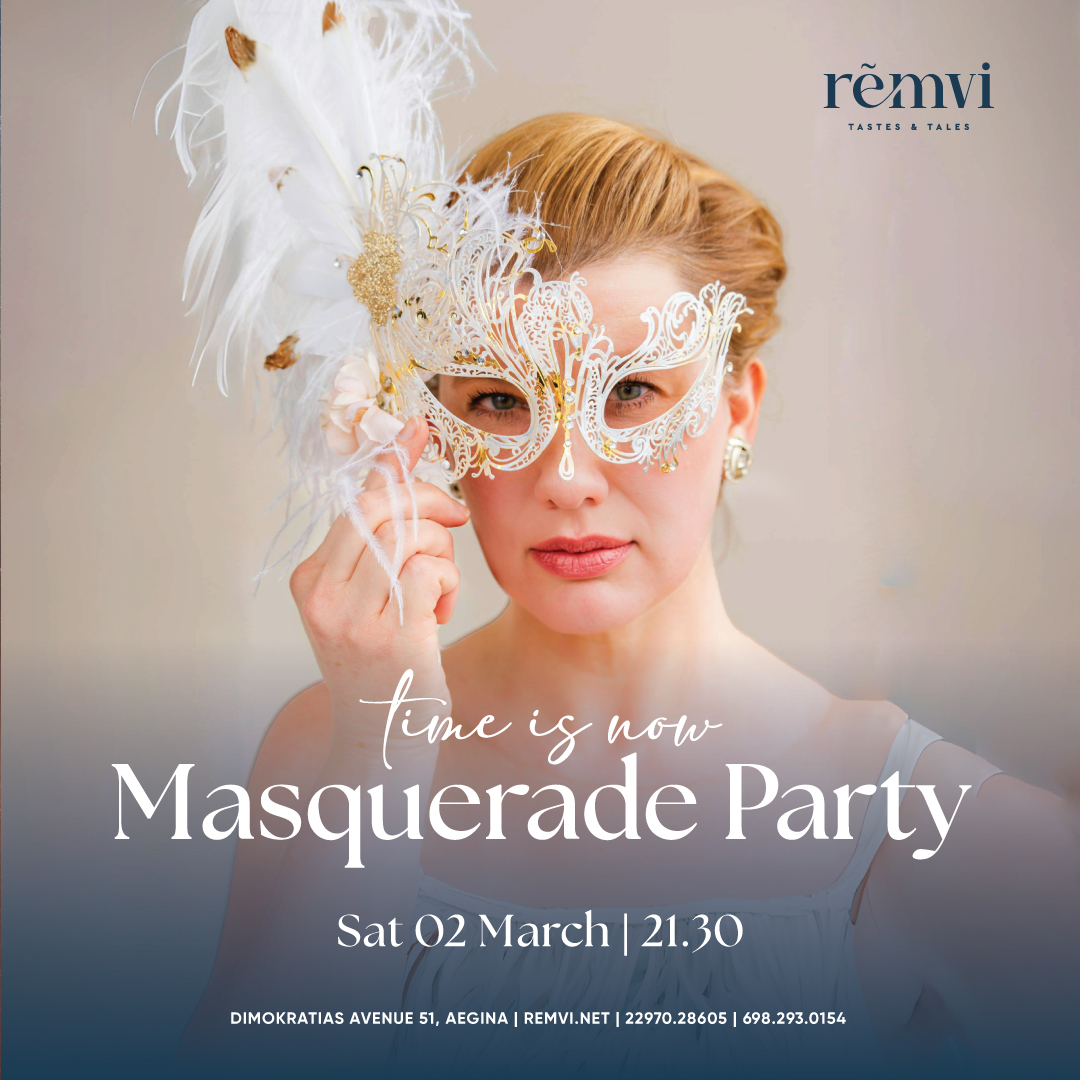 rẽmvi
TASTES & TALES
time is now
Masquerade Party
Sat 02 March | 21.30
DIMOKRATIAS AVENUE 51, AEGINA | REMVI.NET | 22970.28605 | 698.293.0154